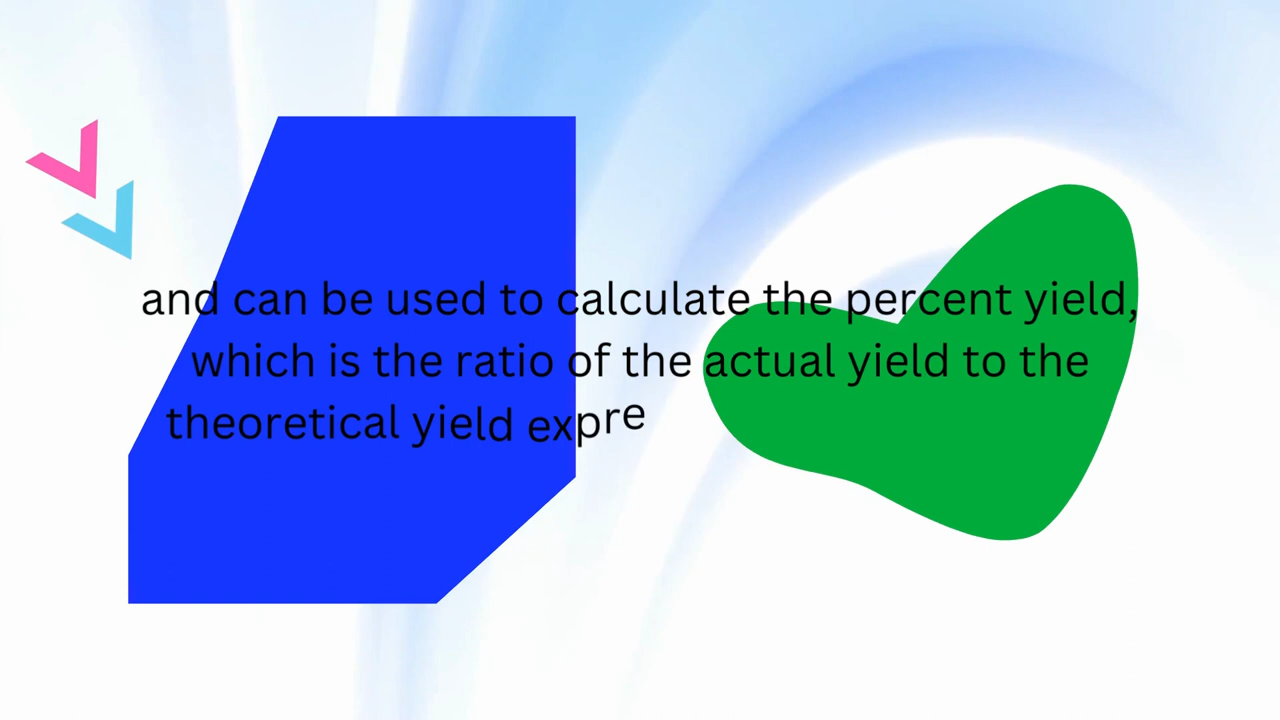 and can be used to calculate the percent yield,
which is the ratio of the actual yield to the
theoretical yield expre